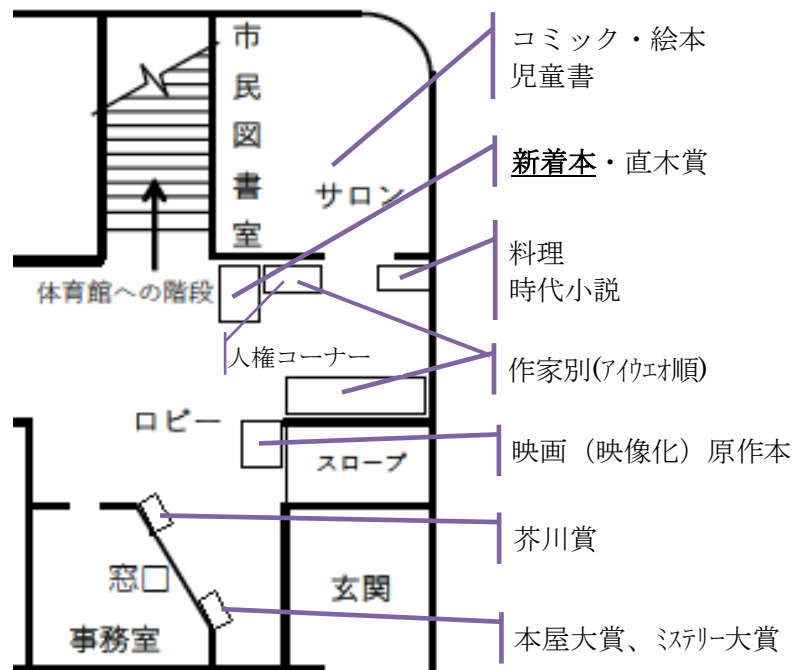 市民図書室
サロン
体育館への階段
人権コーナー
ロビー
スロープ
窓口
事務室
玄関
コミック・絵本
児童書
新着本・直木賞
料理
時代小説
作家別(アイウエオ順)
映画（映像化）原作本
芥川賞
本屋大賞、ミステリー大賞